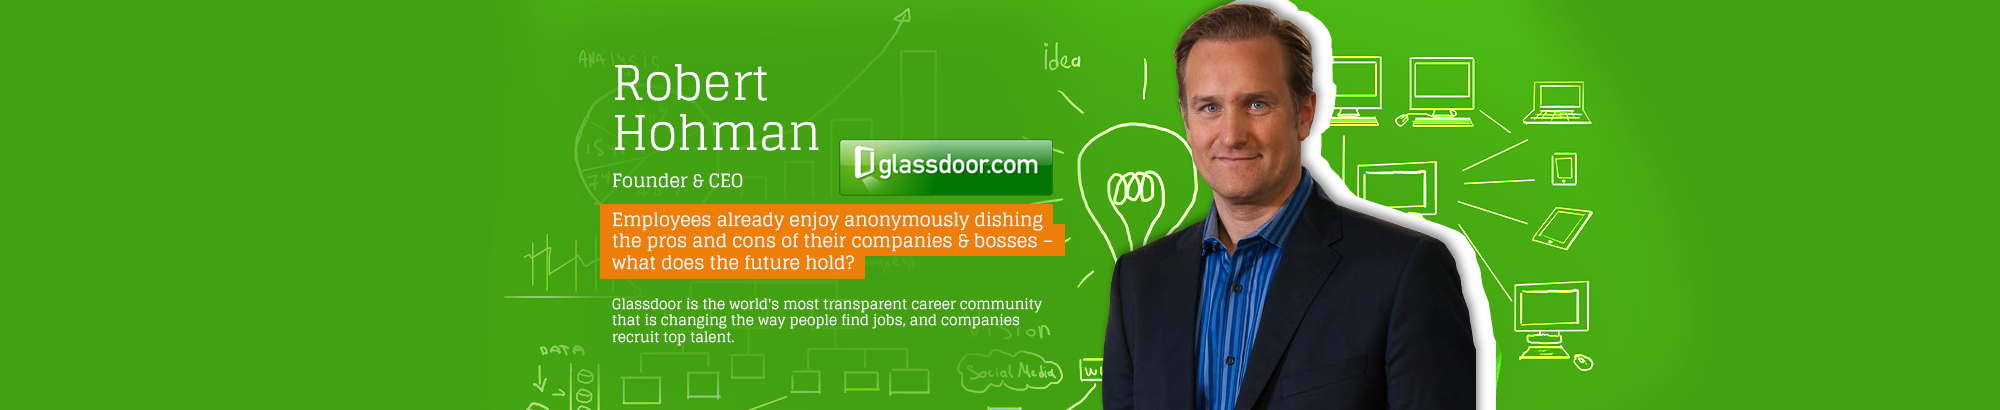 ANALYSIS
idea
Robert
Hohman
glassdoor.com
Founder & CEO
Employees already enjoy anonymously dishing
the pros and cons of their companies & bosses –
what does the future hold?
Glassdoor is the world's most transparent career community
that is changing the way people find jobs, and companies
recruit top talent.
VISION
DATA
Social Media